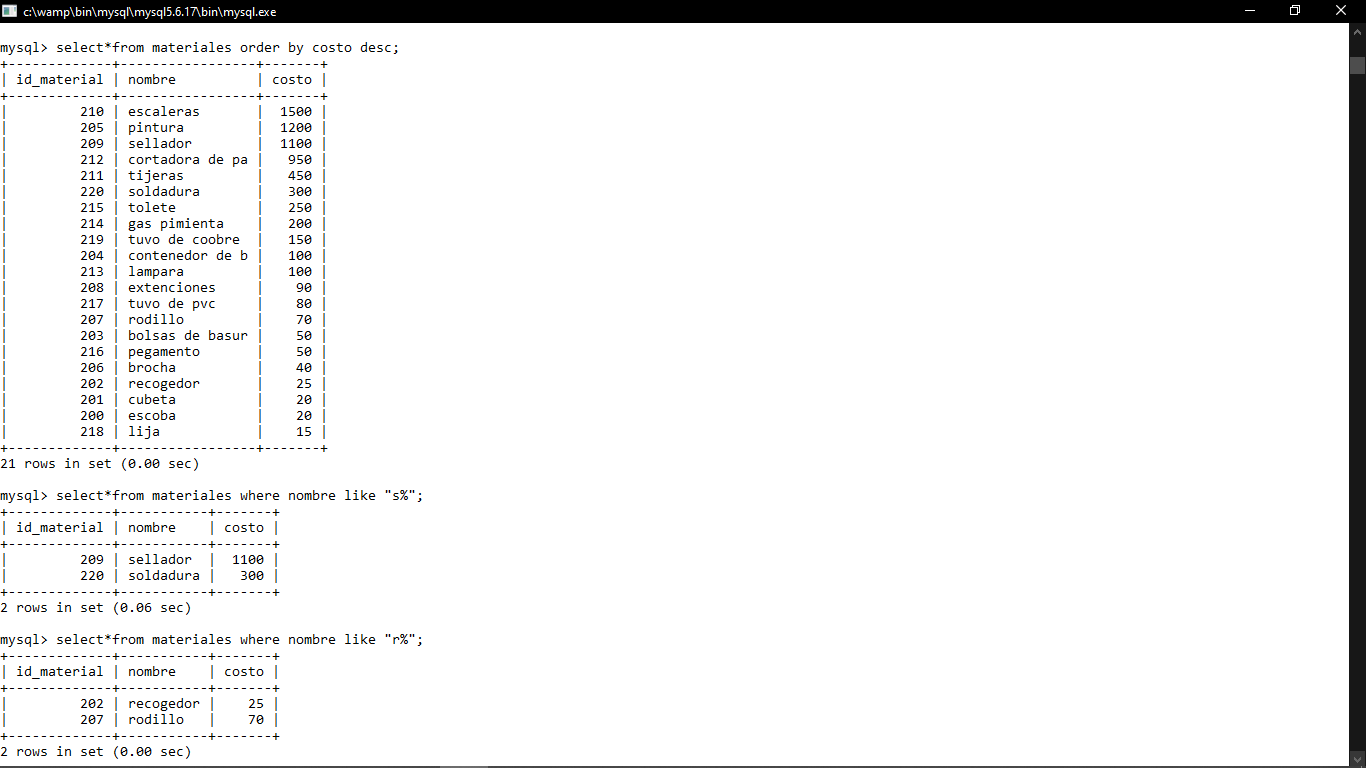 c:\wamp\bin\mysql\mysql5.6.17\bin\mysql.exe
mysql> select*from materiales order by costo desc;
+-------------+-----------------+-------+
| id_material | nombre          | costo |
+-------------+-----------------+-------+
|         210 | escaleras       |  1500 |
|         205 | pintura         |  1200 |
|         209 | sellador        |  1100 |
|         212 | cortadora de pa |   950 |
|         211 | tijeras         |   450 |
|         220 | soldadura       |   300 |
|         215 | tolete          |   250 |
|         214 | gas pimienta    |   200 |
|         219 | tuvo de coobre  |   150 |
|         204 | contenedor de b |   100 |
|         213 | lampara         |   100 |
|         208 | extenciones     |    90 |
|         217 | tuvo de pvc     |    80 |
|         207 | rodillo         |    70 |
|         203 | bolsas de basur |    50 |
|         216 | pegamento       |    50 |
|         206 | brocha          |    40 |
|         202 | recogedor       |    25 |
|         201 | cubeta          |    20 |
|         200 | escoba          |    20 |
|         218 | lija            |    15 |
+-------------+-----------------+-------+
21 rows in set (0.00 sec)
mysql> select*from materiales where nombre like "s%";
+-------------+-----------+-------+
| id_material | nombre    | costo |
+-------------+-----------+-------+
|         209 | sellador  |  1100 |
|         220 | soldadura |   300 |
+-------------+-----------+-------+
2 rows in set (0.06 sec)
mysql> select*from materiales where nombre like "r%";
+-------------+-----------+-------+
| id_material | nombre    | costo |
+-------------+-----------+-------+
|         202 | recogedor |    25 |
|         207 | rodillo   |    70 |
+-------------+-----------+-------+
2 rows in set (0.00 sec)